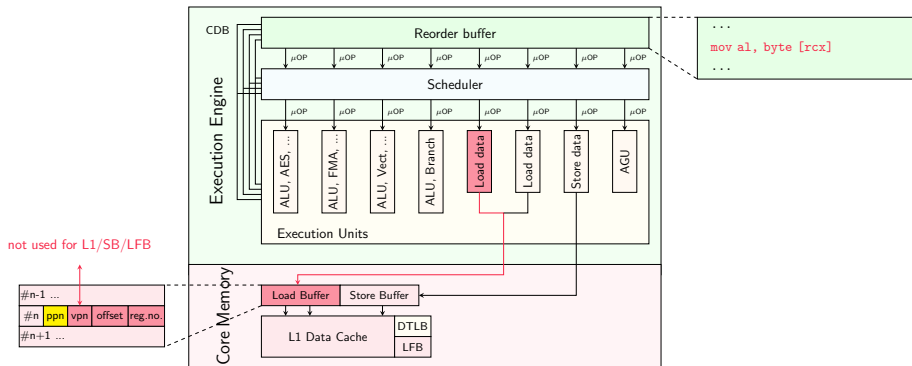 CDB
Reorder buffer
...
mov al, byte [rcx]
...
μOP μOP μOP μOP μOP μOP μOP μOP
Scheduler
μOP μOP μOP μOP μOP μOP μOP μOP
Execution Engine
ALU, AES, ...
ALU, FMA, ...
ALU, Vect, ...
ALU, Branch
Load data
Load data
Store data
AGU
Execution Units
not used for L1/SB/LFB
Core Memory
#n-1 ...
#n ppn vpn offset reg.no.
#n+1 ...
Load Buffer Store Buffer
L1 Data Cache
DTLB
LFB